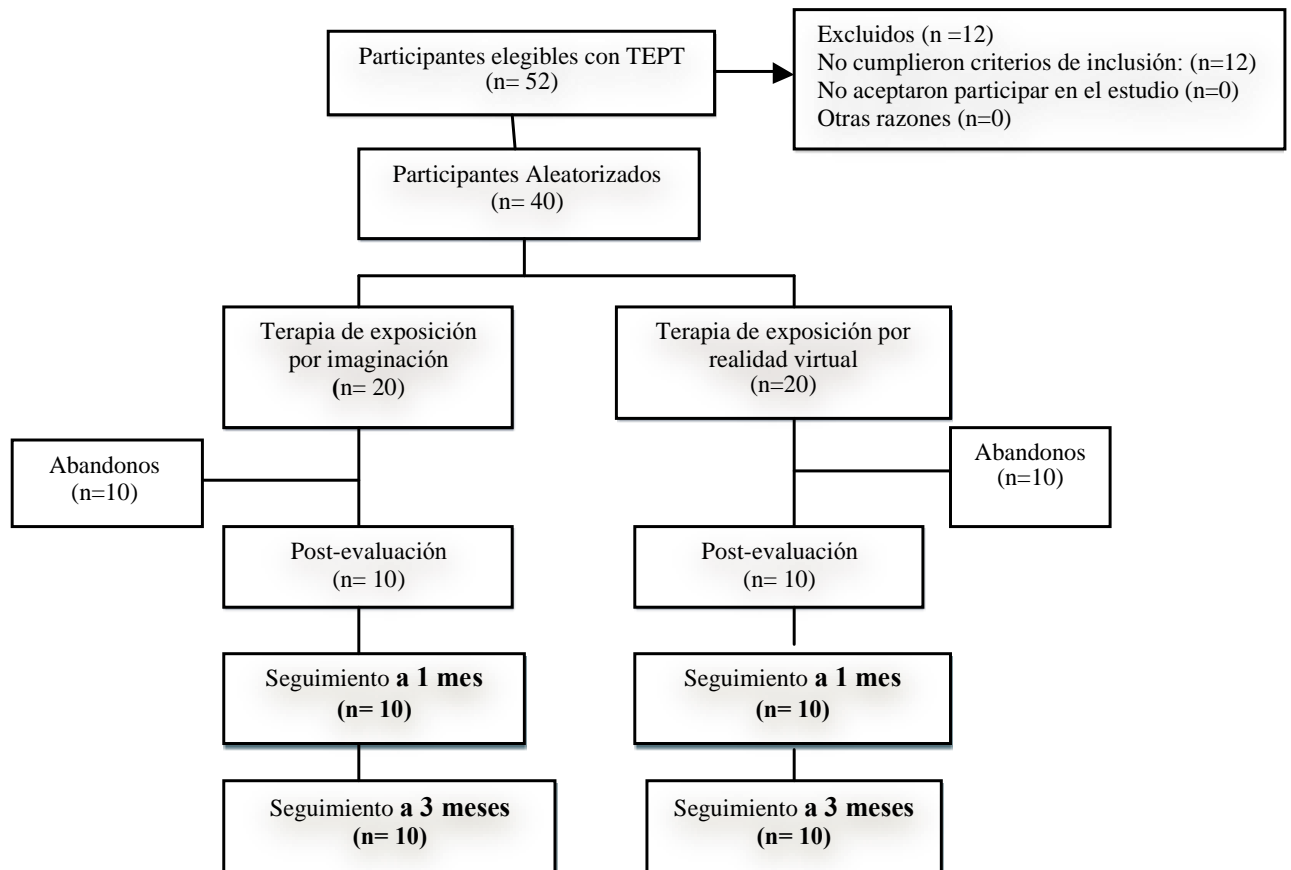 Participantes elegibles con TEPT
(n= 52)
Excluidos (n =12)
No cumplieron criterios de inclusión: (n=12)
No aceptaron participar en el estudio (n=0)
Otras razones (n=0)
Participantes Aleatorizados
(n= 40)
Terapia de exposición
por imaginación
(n= 20)
Terapia de exposición por
realidad virtual
(n=20)
Abandonos
(n=10)
Abandonos
(n=10)
Post-evaluación
(n= 10)
Post-evaluación
(n= 10)
Seguimiento a 1 mes
(n= 10)
Seguimiento a 1 mes
(n= 10)
Seguimiento a 3 meses
(n= 10)
Seguimiento a 3 meses
(n= 10)